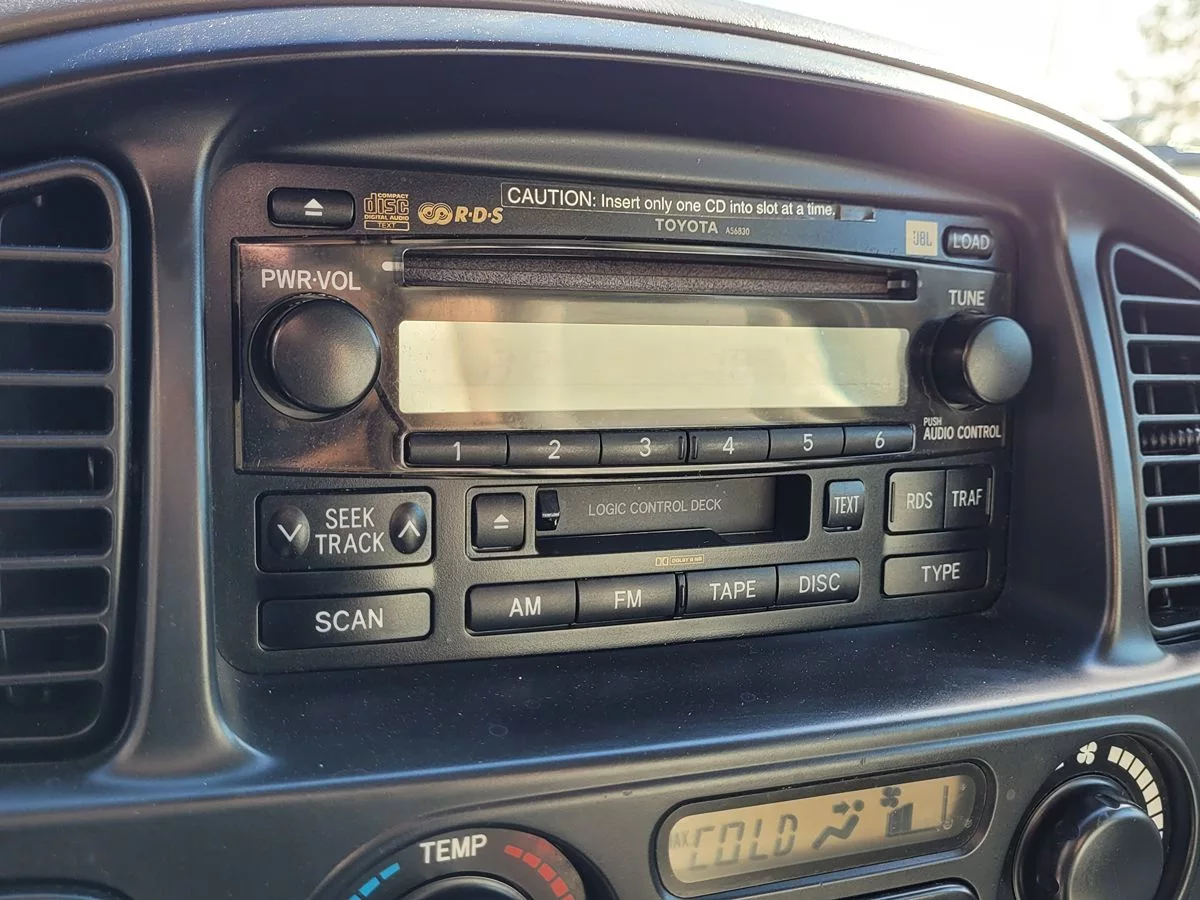 COMPACT
disc
DIGITAL AUDIO
TEXT
R·D·S
CAUTION: Insert only one CD into slot at a time.
TOYOTA A56830
JBL
LOAD
PWR·VOL
TUNE
PUSH
AUDIO CONTROL
1 2 3 4 5 6
SEEK
TRACK
LOGIC CONTROL DECK
TEXT
RDS
TRAF
DOLBY B NR
SCAN
AM
FM
TAPE
DISC
TYPE
TEMP
COLD